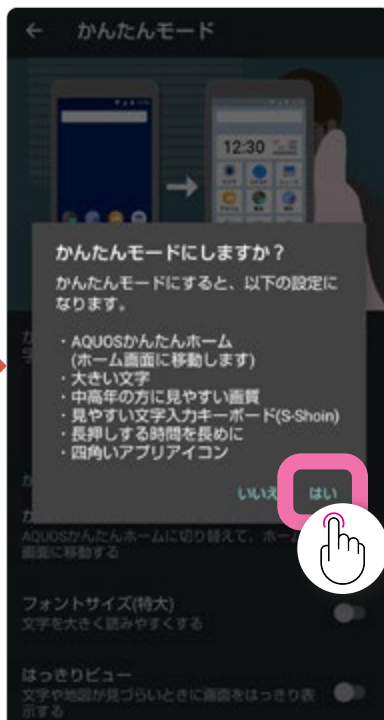 ← かんたんモード
12:30
かんたんモードにしますか？
かんたんモードにすると、以下の設定に
なります。
・AQUOSかんたんホーム
(ホーム画面に移動します)
・大きい文字
・中高年の方に見やすい画質
・見やすい文字入力キーボード(S-Shoin)
・長押しする時間を長めに
・四角いアプリアイコン
いいえ はい
AQUOSかんたんホームに切り替えて、ホーム
画面に移動する
フォントサイズ(特大)
文字を大きく読みやすくする
はっきりビュー
文字や地図が見づらいときに画面をはっきり表
示する